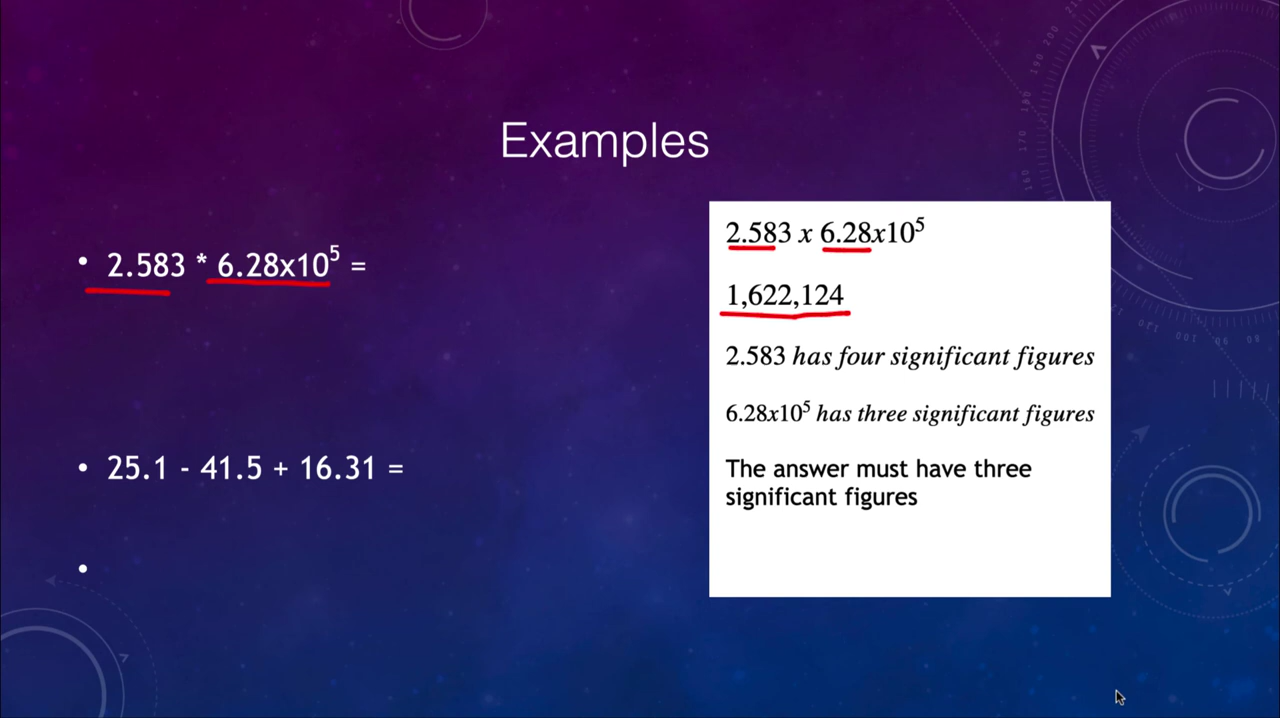 Examples
• 2.583 * 6.28x10⁵ =
• 25.1 - 41.5 + 16.31 =
•
2.583 x 6.28x10⁵
1,622,124
2.583 has four significant figures
6.28x10⁵ has three significant figures
The answer must have three
significant figures